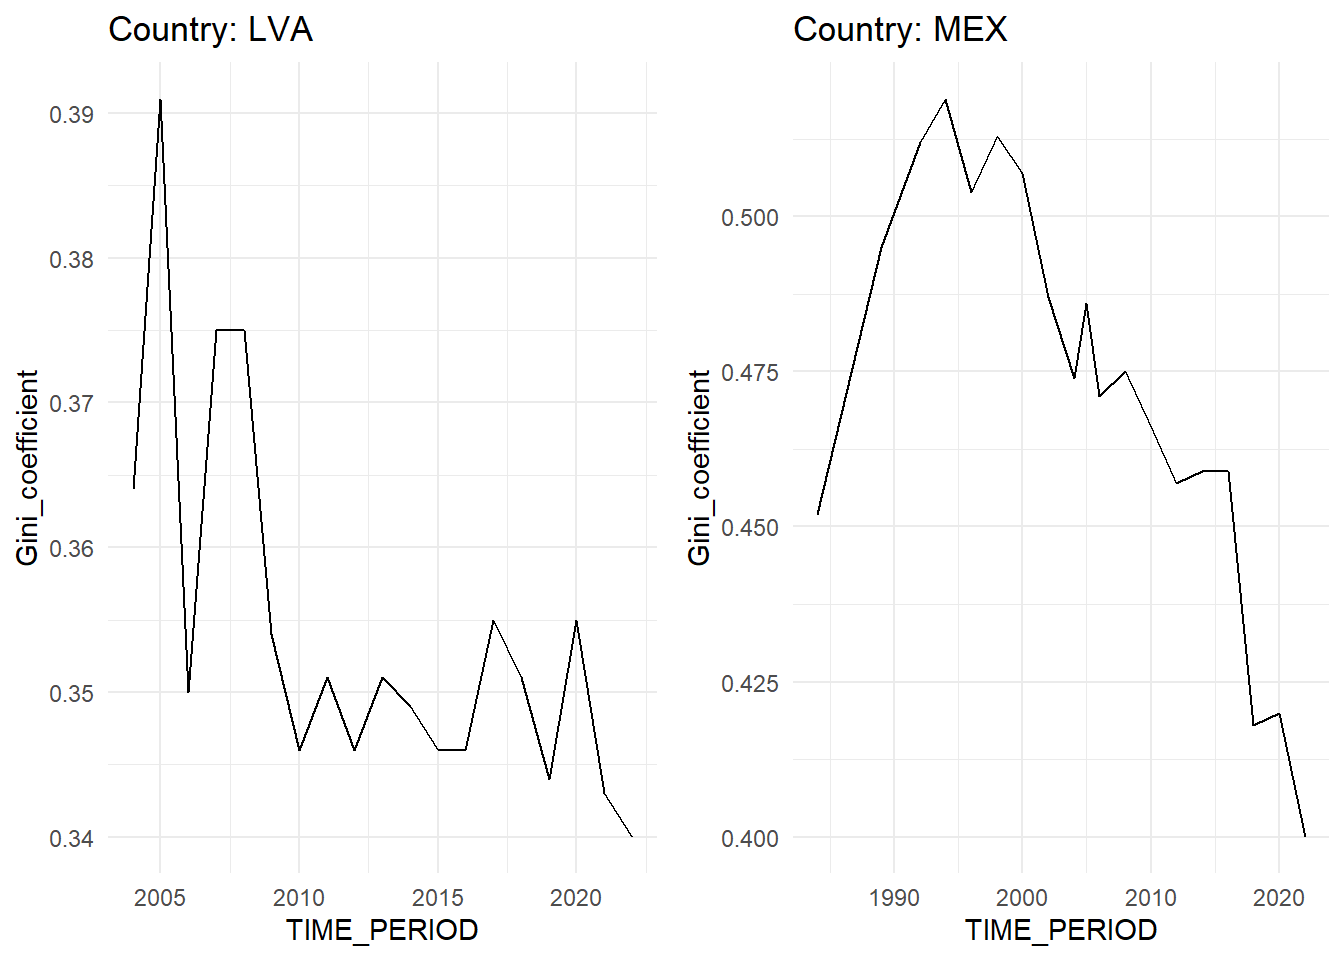 Country: LVA
Gini_coefficient
0.39
0.38
0.37
0.36
0.35
0.34
2005 2010 2015 2020
TIME_PERIOD
Country: MEX
Gini_coefficient
0.500
0.475
0.450
0.425
0.400
1990 2000 2010 2020
TIME_PERIOD